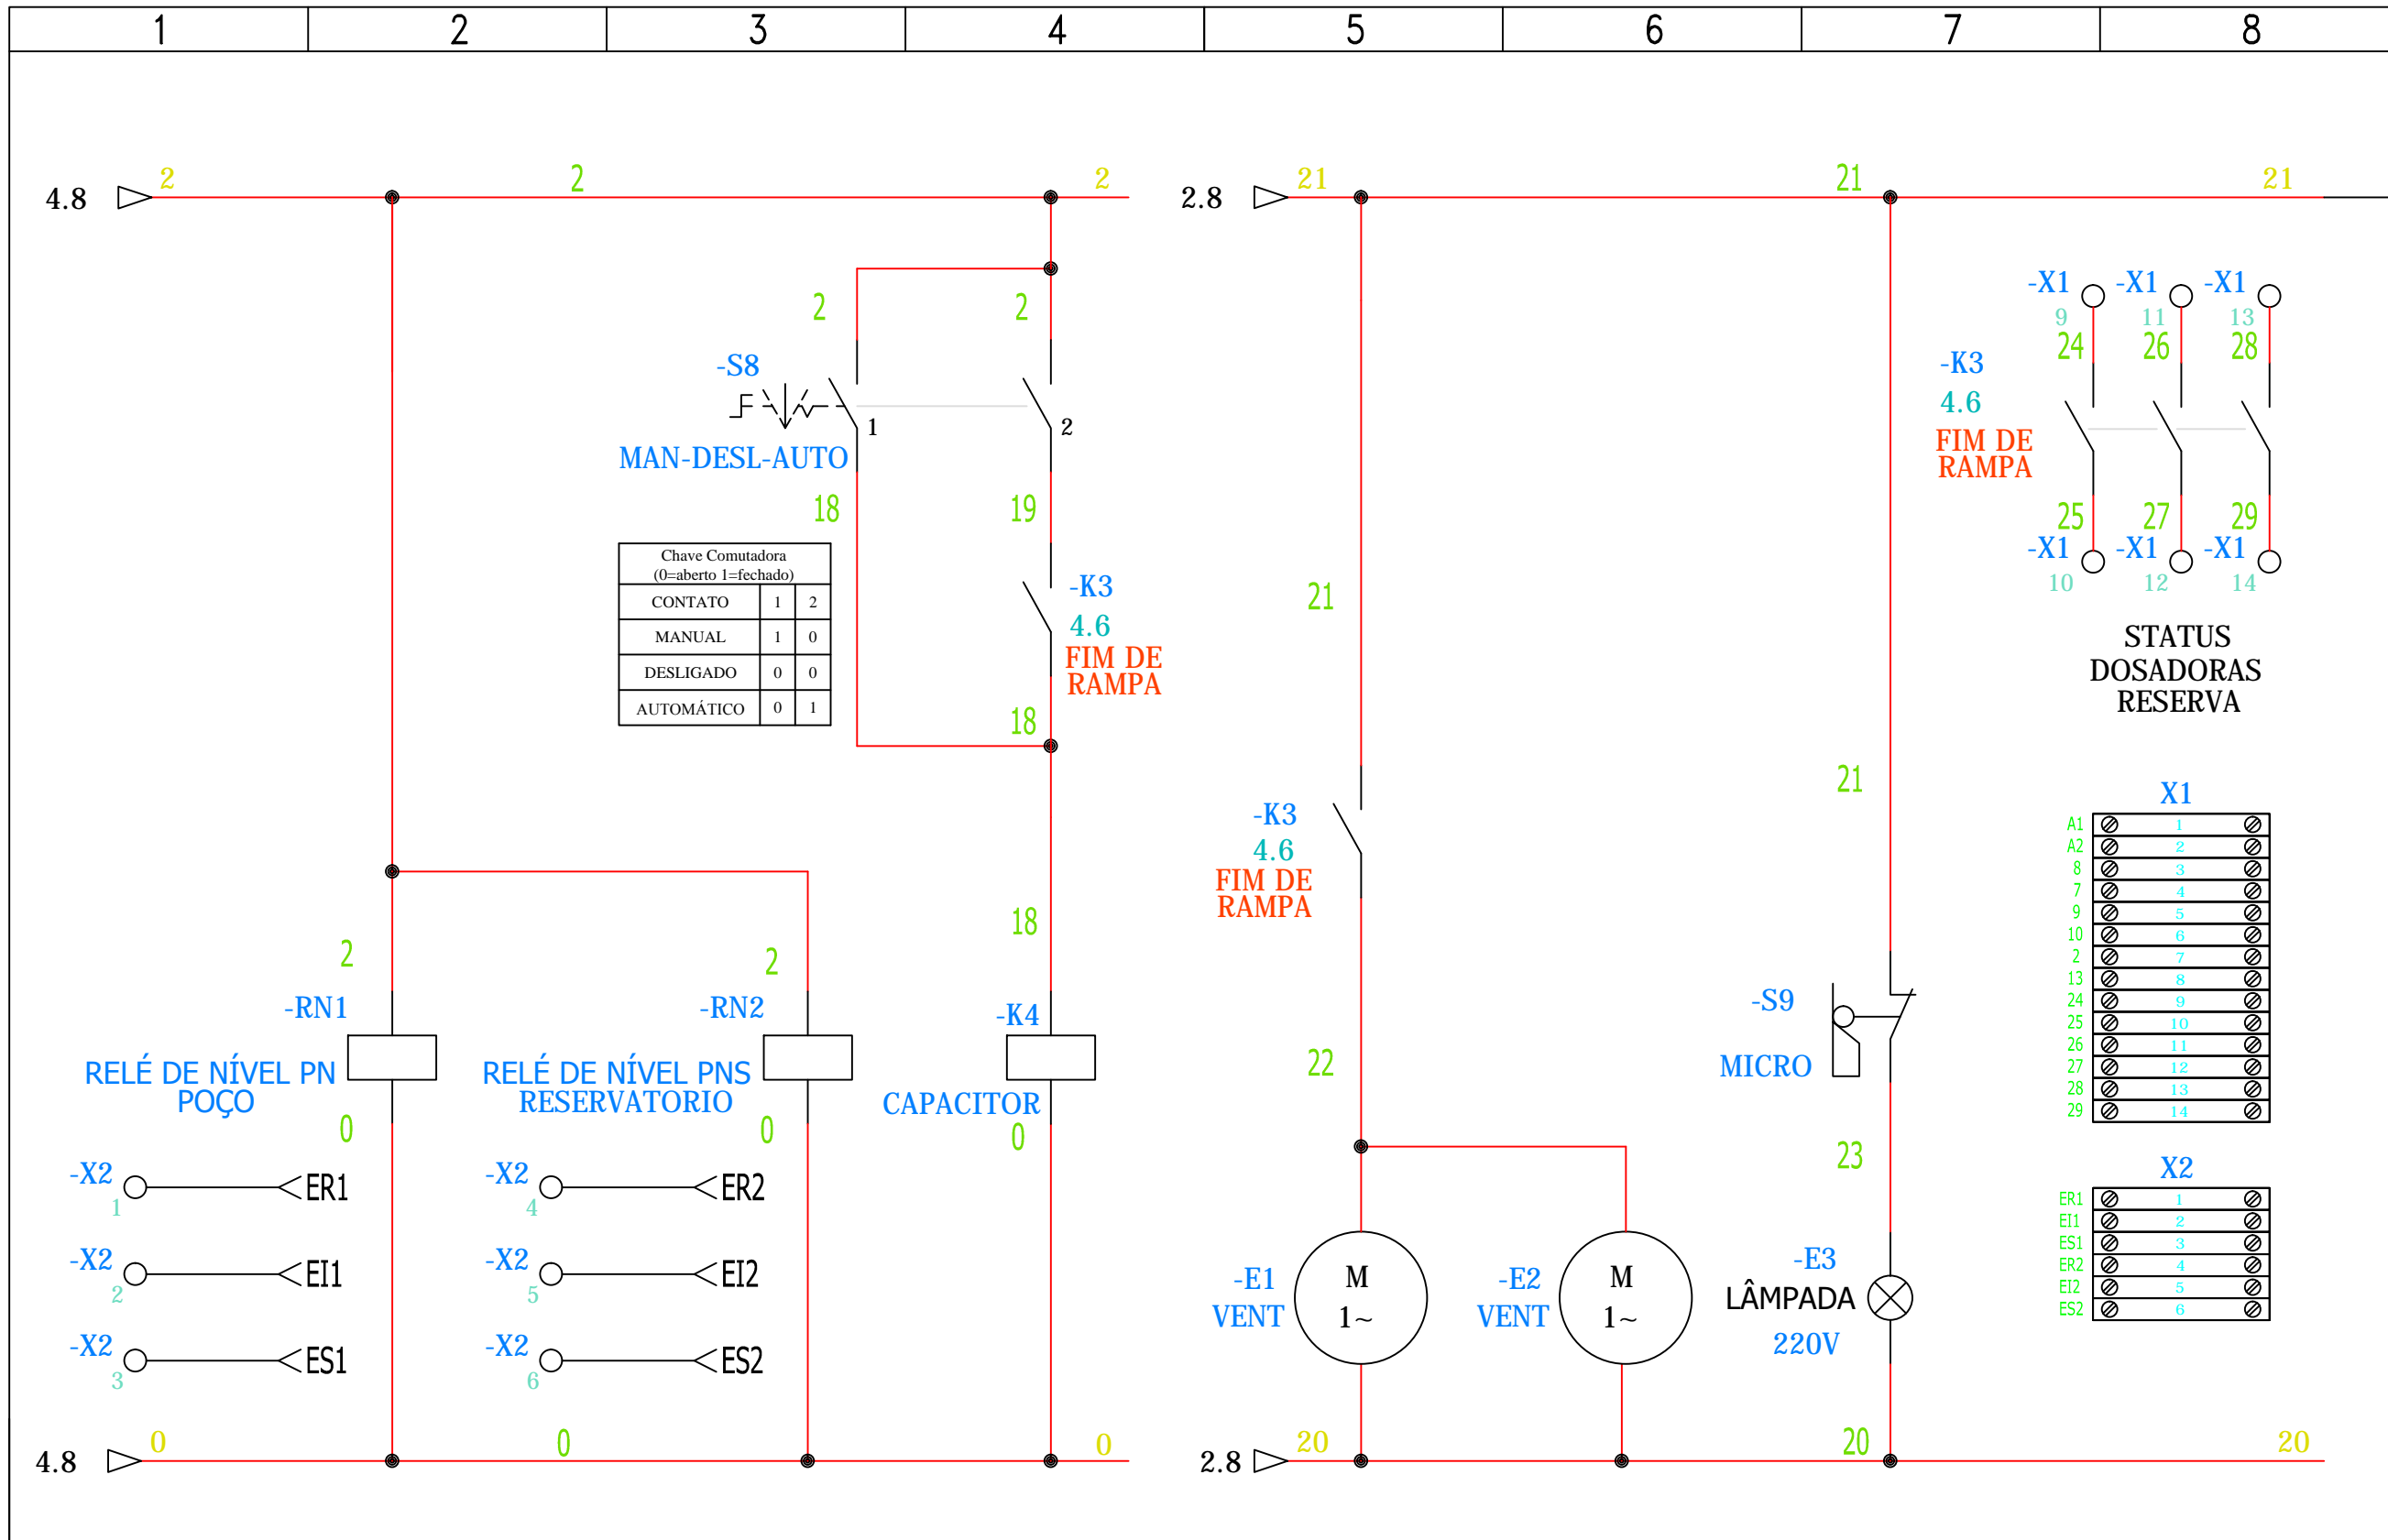 1 2 3 4 5 6 7 8
4.8 2 2 2
2.8 21 21 21
2 2
-S8
1 2
MAN-DESL-AUTO
18 19
Chave Comutadora
(0=aberto 1=fechado)
CONTATO 1 2
MANUAL 1 0
DESLIGADO 0 0
AUTOMÁTICO 0 1
-K3
4.6
FIM DE
RAMPA
18
18
2
-RN1
RELÉ DE NÍVEL PN
POÇO
0
2
-RN2
RELÉ DE NÍVEL PNS
RESERVATORIO
0
-K4
CAPACITOR
0
-X2 1 ER1
-X2 2 EI1
-X2 3 ES1
-X2 4 ER2
-X2 5 EI2
-X2 6 ES2
4.8 0 0 0
21
-K3
4.6
FIM DE
RAMPA
22
-E1
VENT
M
1~
-E2
VENT
M
1~
21
-S9
MICRO
23
-E3
LÂMPADA
220V
2.8 20 20 20
-X1 -X1 -X1
9 11 13
24 26 28
-K3
4.6
FIM DE
RAMPA
25 27 29
-X1 -X1 -X1
10 12 14
STATUS
DOSADORAS
RESERVA
X1
A1 1
A2 2
8 3
7 4
9 5
10 6
2 7
13 8
24 9
25 10
26 11
27 12
28 13
29 14
X2
ER1 1
EI1 2
ES1 3
ER2 4
EI2 5
ES2 6